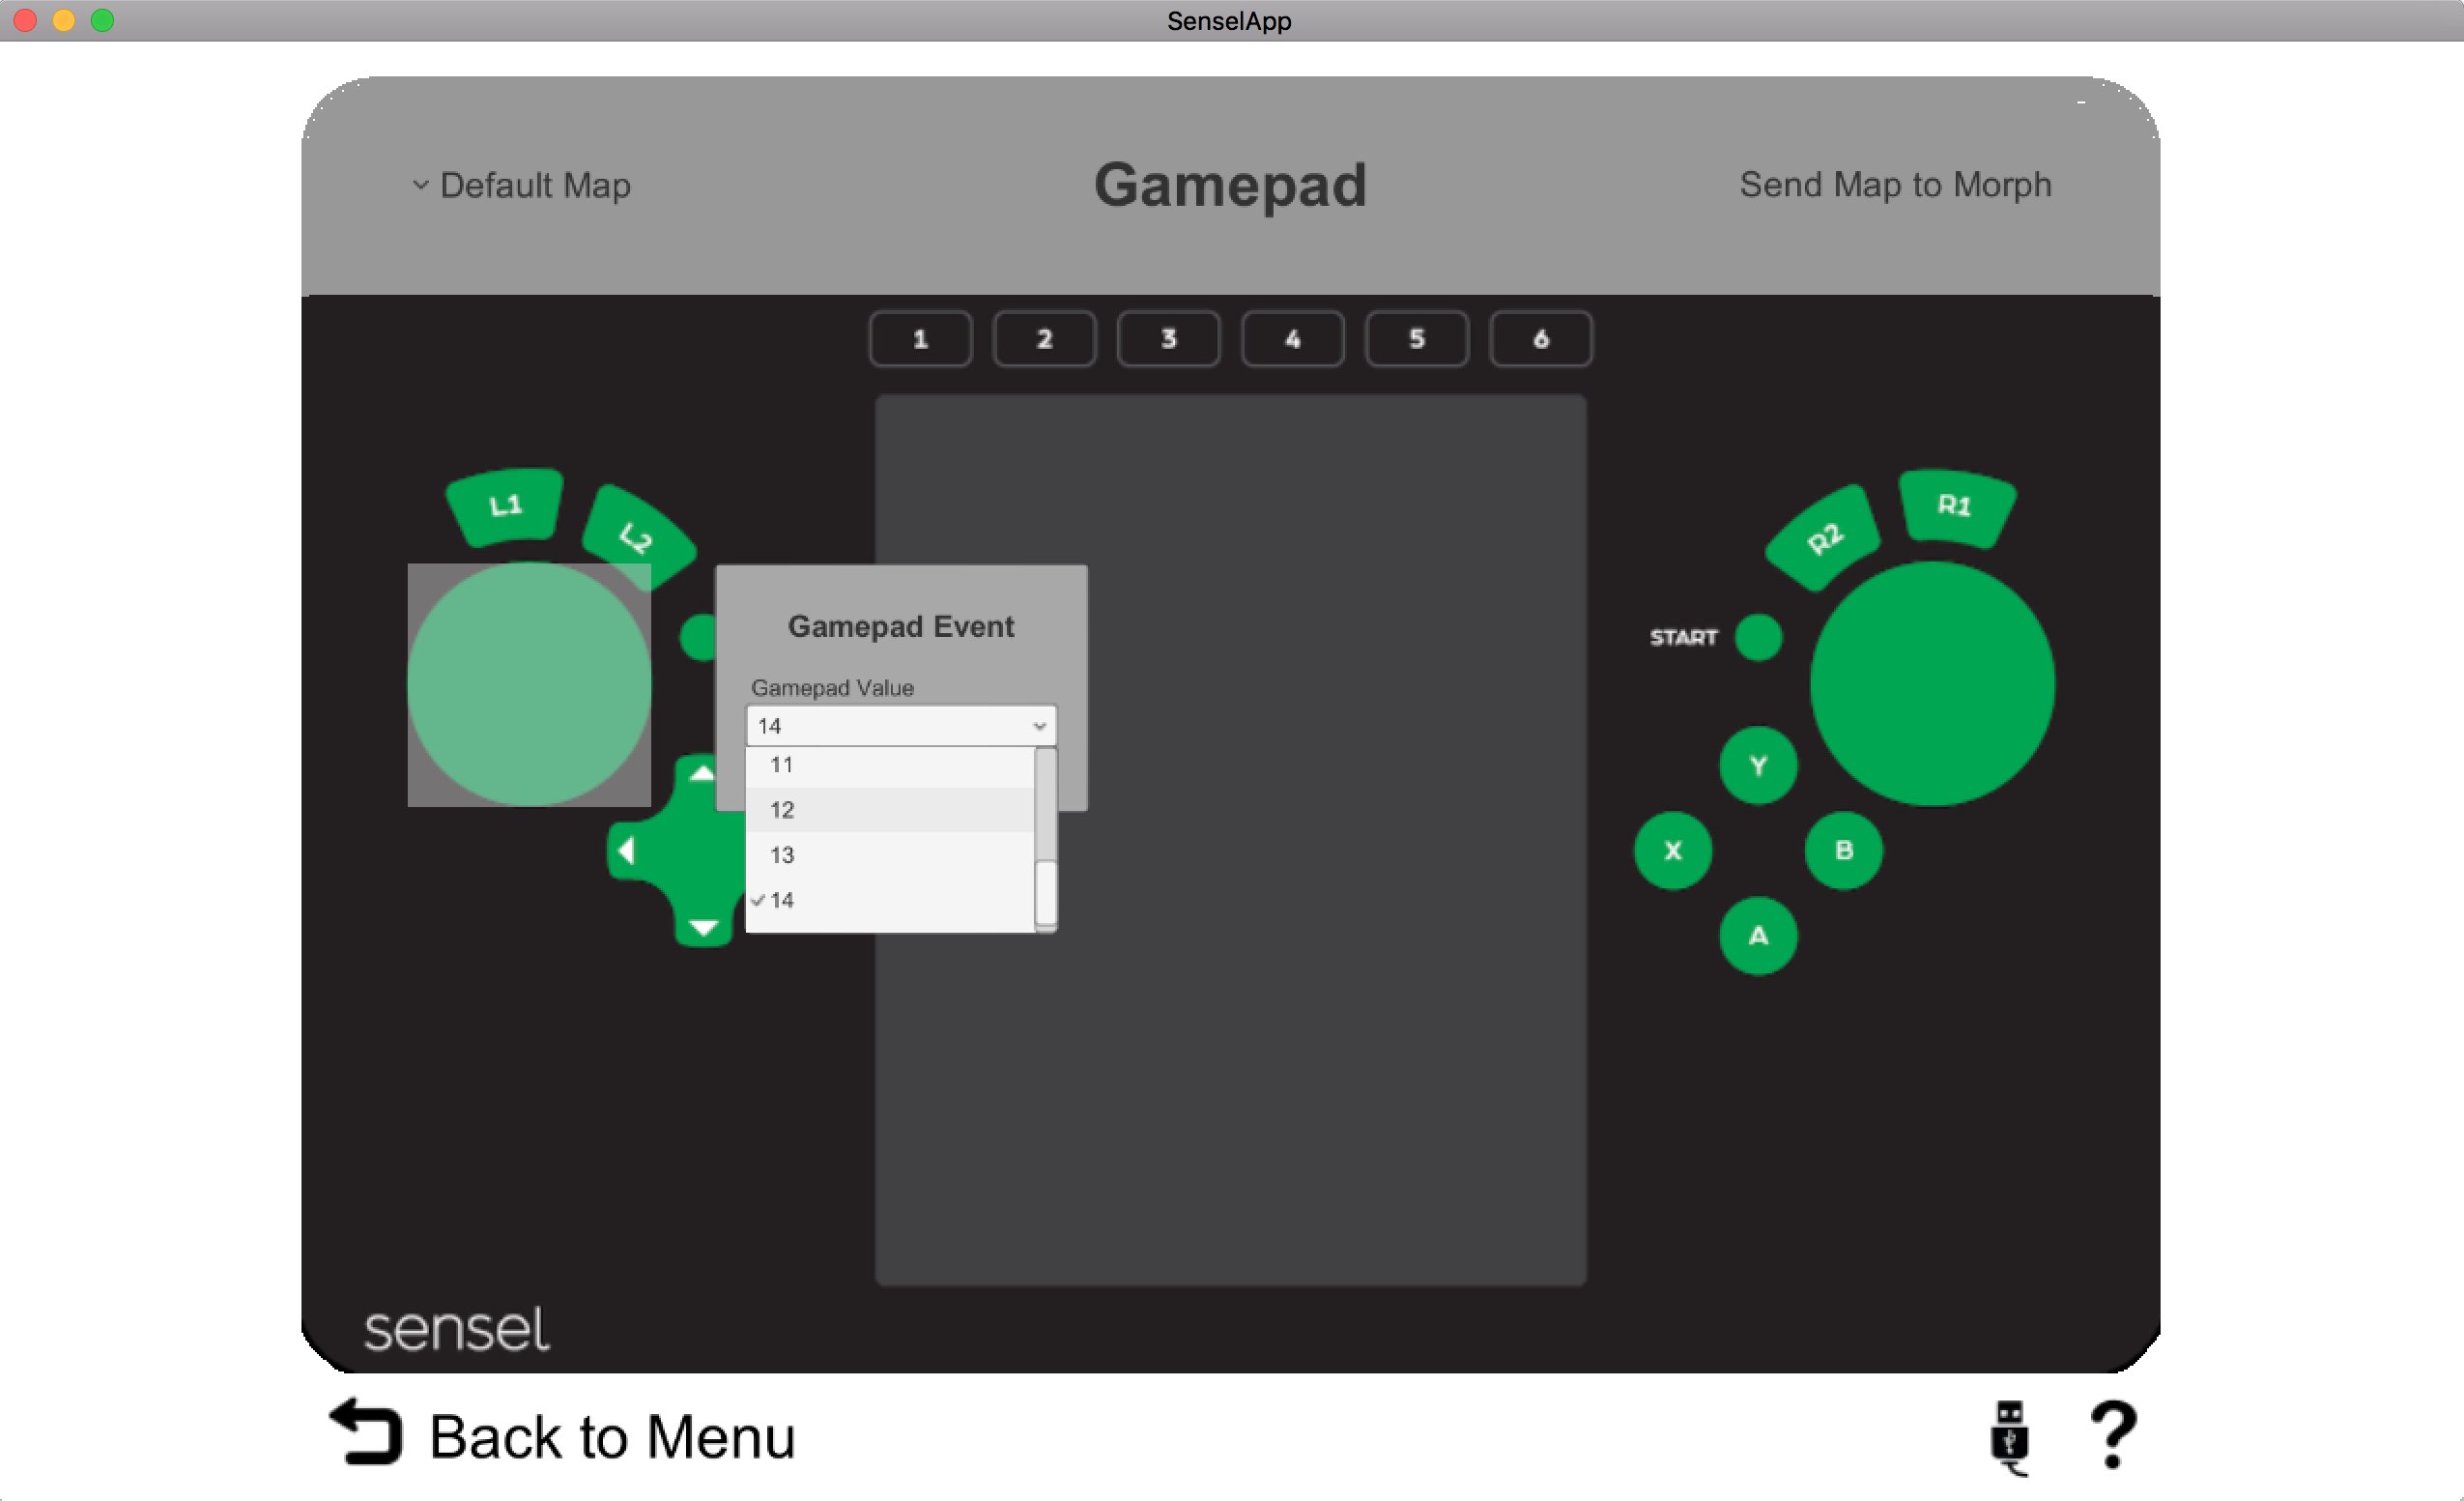 SenselApp
Default Map
Gamepad
Send Map to Morph
1 2 3 4 5 6
L1
L2
R2
R1
Gamepad Event
START
Gamepad Value
14
11
12
13
14
Y
X
B
A
sensel
Back to Menu
?